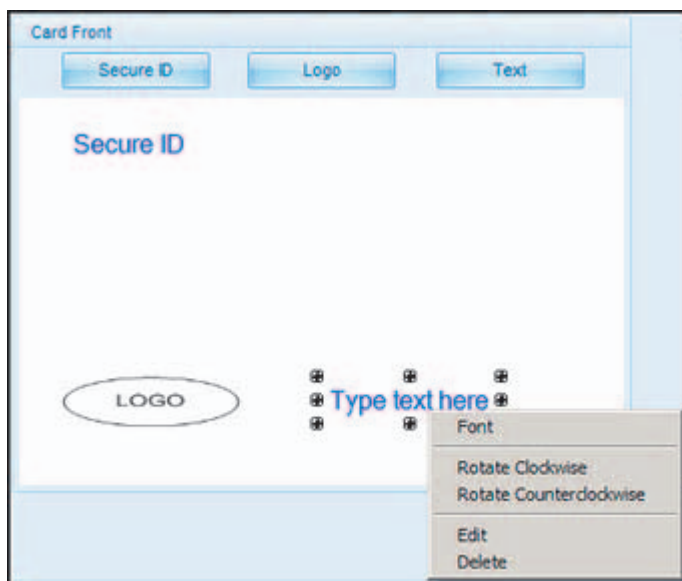 Card Front
Secure ID Logo Text
Secure ID
LOGO
Type text here
Font
Rotate Clockwise
Rotate Counterclockwise
Edit
Delete